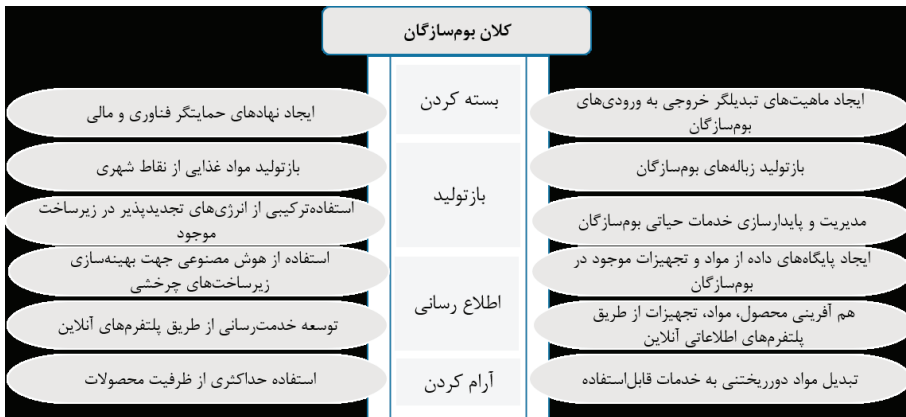 کلان بوم‌سازگان
بسته کردن
ایجاد ماهیت‌های تبدیلگر خروجی به ورودی‌های
بوم‌سازگان
ایجاد نهادهای حمایتگر فناوری و مالی
بازتولید
بازتولید زباله‌های بوم‌سازگان
بازتولید مواد غذایی از نقاط شهری
مدیریت و پایدارسازی خدمات حیاتی بوم‌سازگان
استفاده‌ترکیبی از انرژی‌های تجدیدپذیر در زیرساخت
موجود
اطلاع رسانی
ایجاد پایگاه‌های داده از مواد و تجهیزات موجود در
بوم‌سازگان
استفاده از هوش مصنوعی جهت بهینه‌سازی
زیرساخت‌های چرخشی
هم آفرینی محصول، مواد، تجهیزات از طریق
پلتفرم‌های اطلاعاتی آنلاین
توسعه خدمت‌رسانی از طریق پلتفرم‌های آنلاین
آرام کردن
تبدیل مواد دورریختنی به خدمات قابل‌استفاده
استفاده حداکثری از ظرفیت محصولات